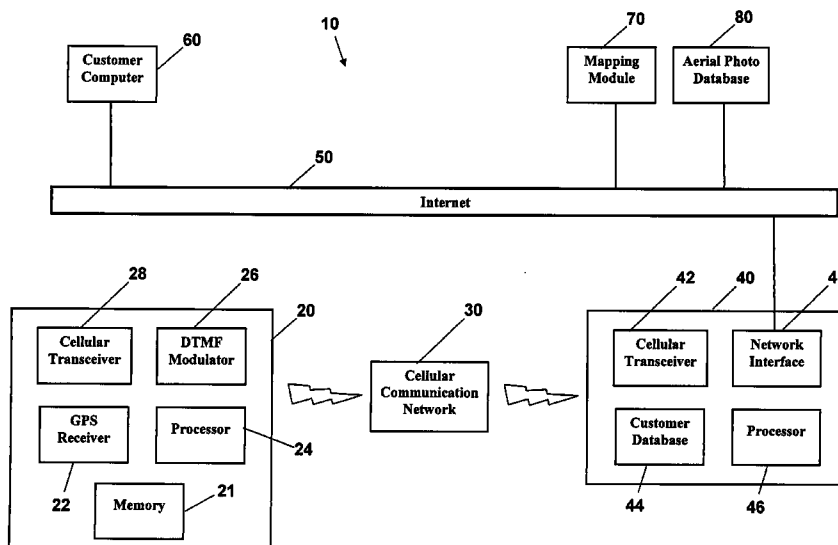 60
10
70
80
Customer
Computer
Mapping
Module
Aerial Photo
Database
50
Internet
28
26
20
30
42
40
4
Cellular
Transceiver
DTMF
Modulator
Cellular
Communication
Network
Cellular
Transceiver
Network
Interface
GPS
Receiver
Processor
Customer
Database
Processor
22
24
Memory
21
44
46